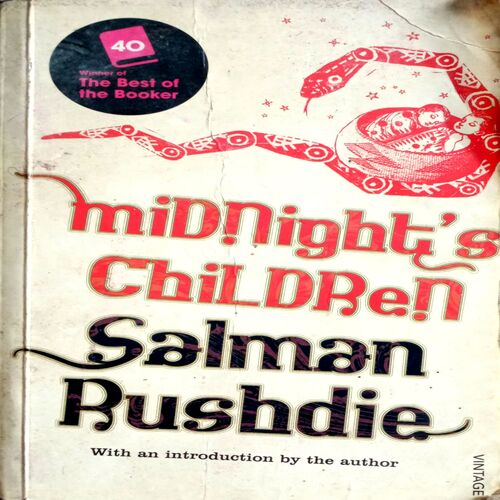 40
Winner of
The Best of
the Booker
miDNight's
ChiLDReN
Salman
Rushdie
With an introduction by the author
VINTAGE